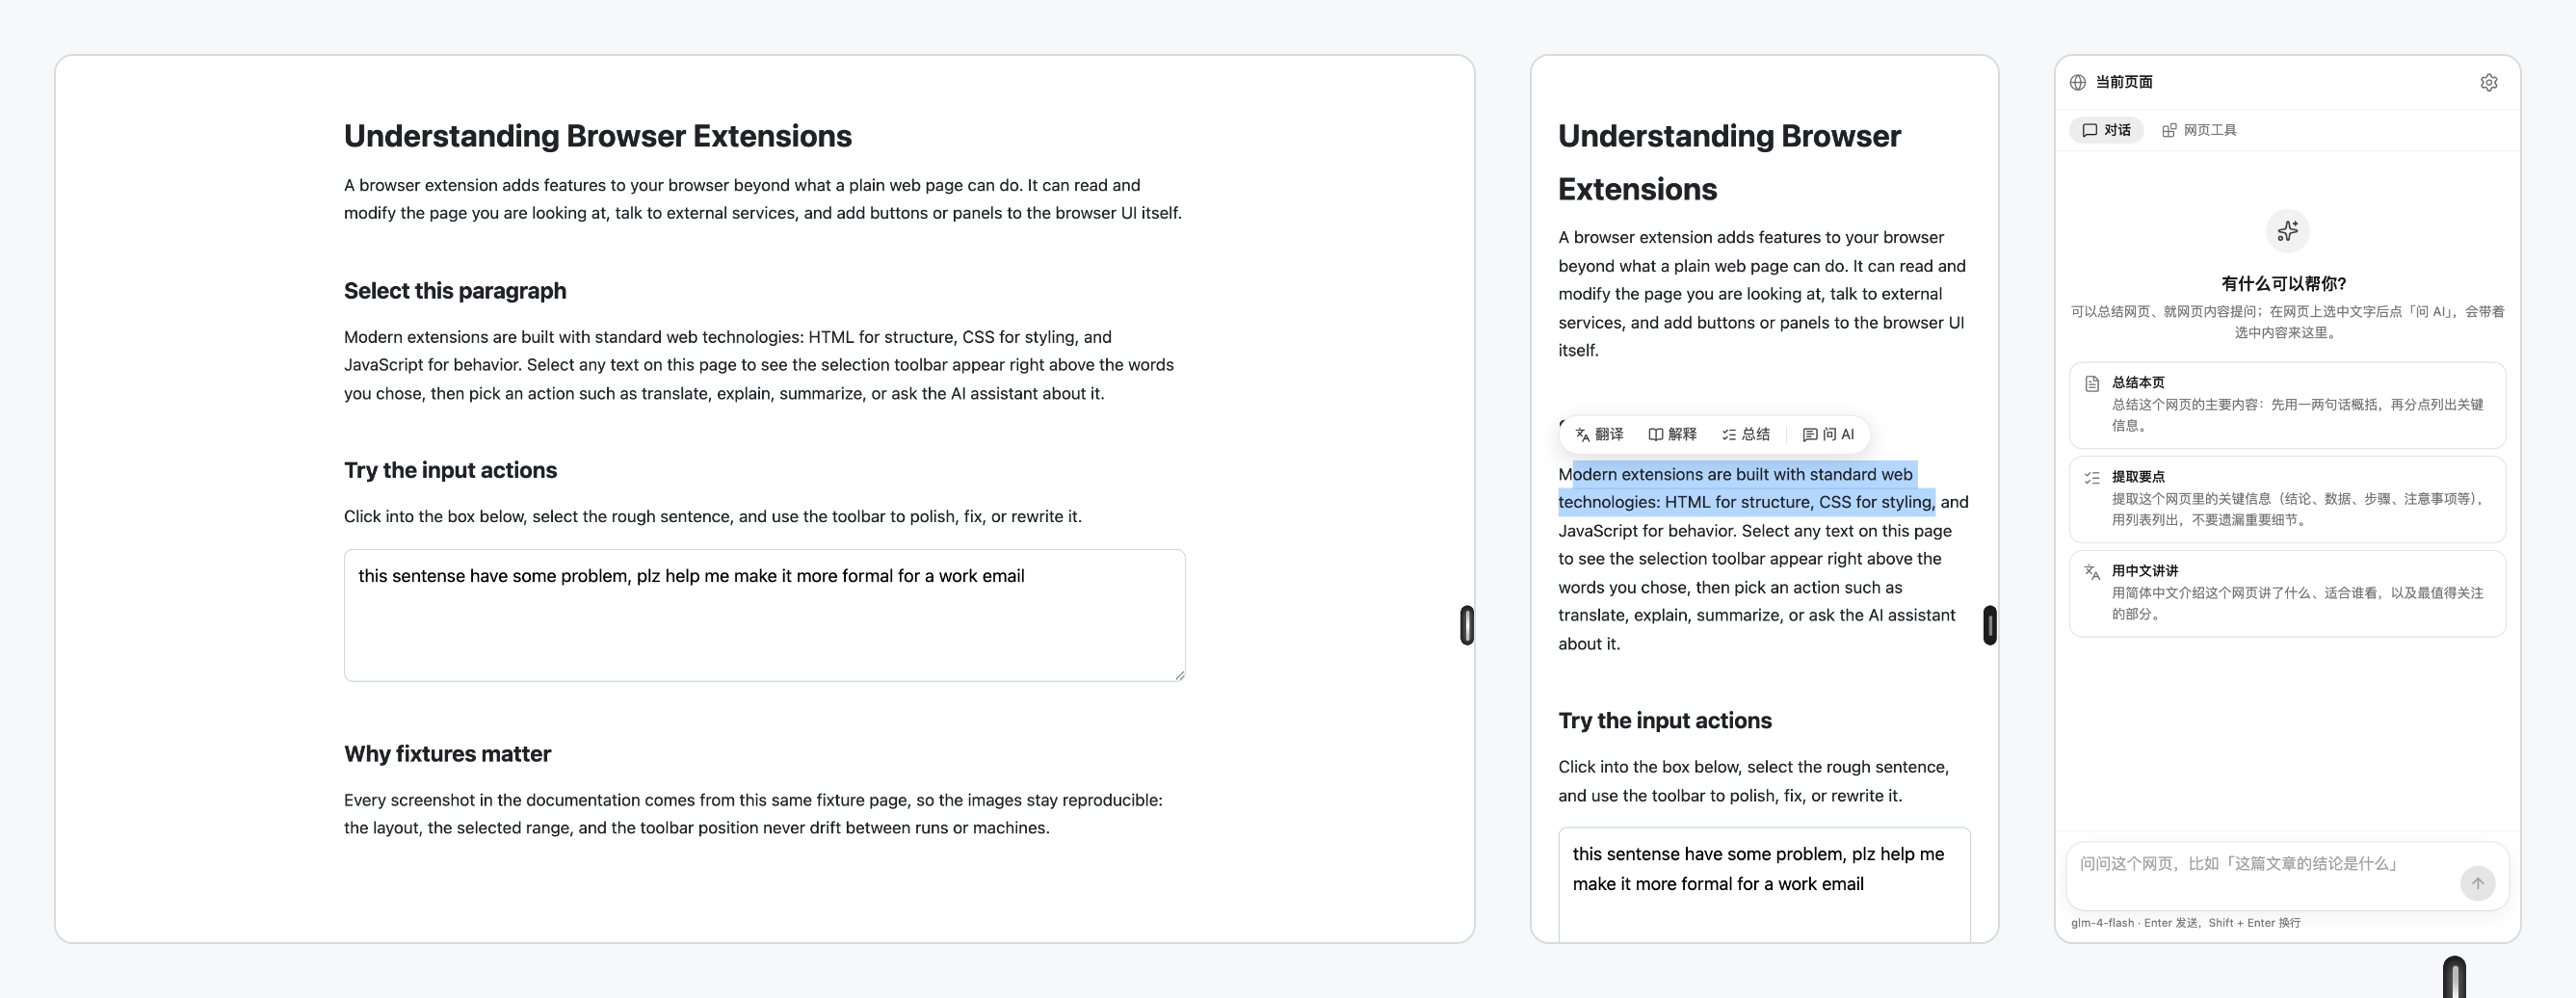 Understanding Browser Extensions
A browser extension adds features to your browser beyond what a plain web page can do. It can read and
modify the page you are looking at, talk to external services, and add buttons or panels to the browser UI itself.
Select this paragraph
Modern extensions are built with standard web technologies: HTML for structure, CSS for styling, and
JavaScript for behavior. Select any text on this page to see the selection toolbar appear right above the words
you chose, then pick an action such as translate, explain, summarize, or ask the AI assistant about it.
Try the input actions
Click into the box below, select the rough sentence, and use the toolbar to polish, fix, or rewrite it.
this sentense have some problem, plz help me make it more formal for a work email
Why fixtures matter
Every screenshot in the documentation comes from this same fixture page, so the images stay reproducible:
the layout, the selected range, and the toolbar position never drift between runs or machines.
Understanding Browser
Extensions
A browser extension adds features to your browser
beyond what a plain web page can do. It can read and
modify the page you are looking at, talk to external
services, and add buttons or panels to the browser UI
itself.
翻译 解释 总结 问 AI
Modern extensions are built with standard web
technologies: HTML for structure, CSS for styling, and
JavaScript for behavior. Select any text on this page
to see the selection toolbar appear right above the
words you chose, then pick an action such as
translate, explain, summarize, or ask the AI assistant
about it.
Try the input actions
Click into the box below, select the rough sentence,
and use the toolbar to polish, fix, or rewrite it.
this sentense have some problem, plz help me
make it more formal for a work email
当前页面
对话 网页工具
有什么可以帮你?
可以总结网页、就网页内容提问；在网页上选中文字后点「问 AI」，会带着
选中内容来这里。
总结本页
总结这个网页的主要内容：先用一两句话概括，再分点列出关键
信息。
提取要点
提取这个网页里的关键信息（结论、数据、步骤、注意事项等），
用列表列出，不要遗漏重要细节。
用中文讲讲
用简体中文介绍这个网页讲了什么、适合谁看，以及最值得关注
的部分。
问问这个网页，比如「这篇文章的结论是什么」
glm-4-flash · Enter 发送，Shift + Enter 换行